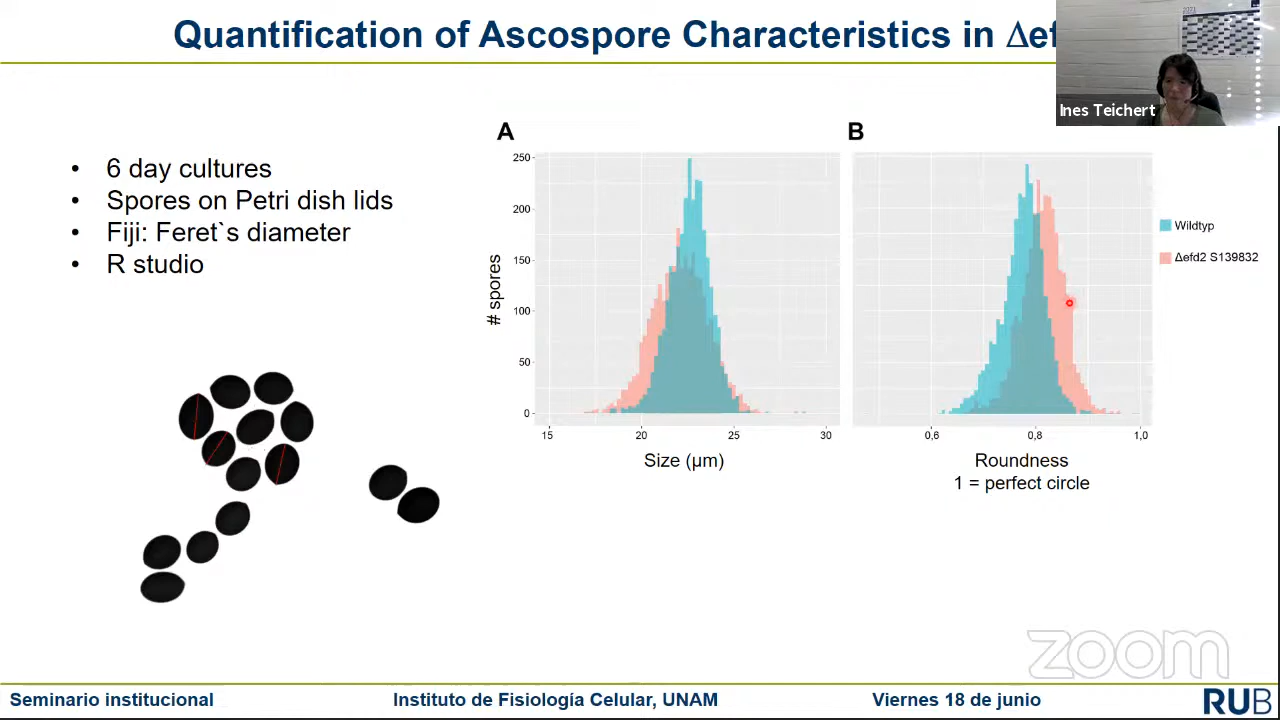 Quantification of Ascospore Characteristics in Δef
Ines Teichert
• 6 day cultures
• Spores on Petri dish lids
• Fiji: Feret`s diameter
• R studio
A
B
250
200
150
100
50
0
# spores
15 20 25 30
Size (µm)
0,6 0,8 1,0
Roundness
1 = perfect circle
Wildtyp
Δefd2 S139832
zoom
Seminario institucional Instituto de Fisiología Celular, UNAM Viernes 18 de junio RUB